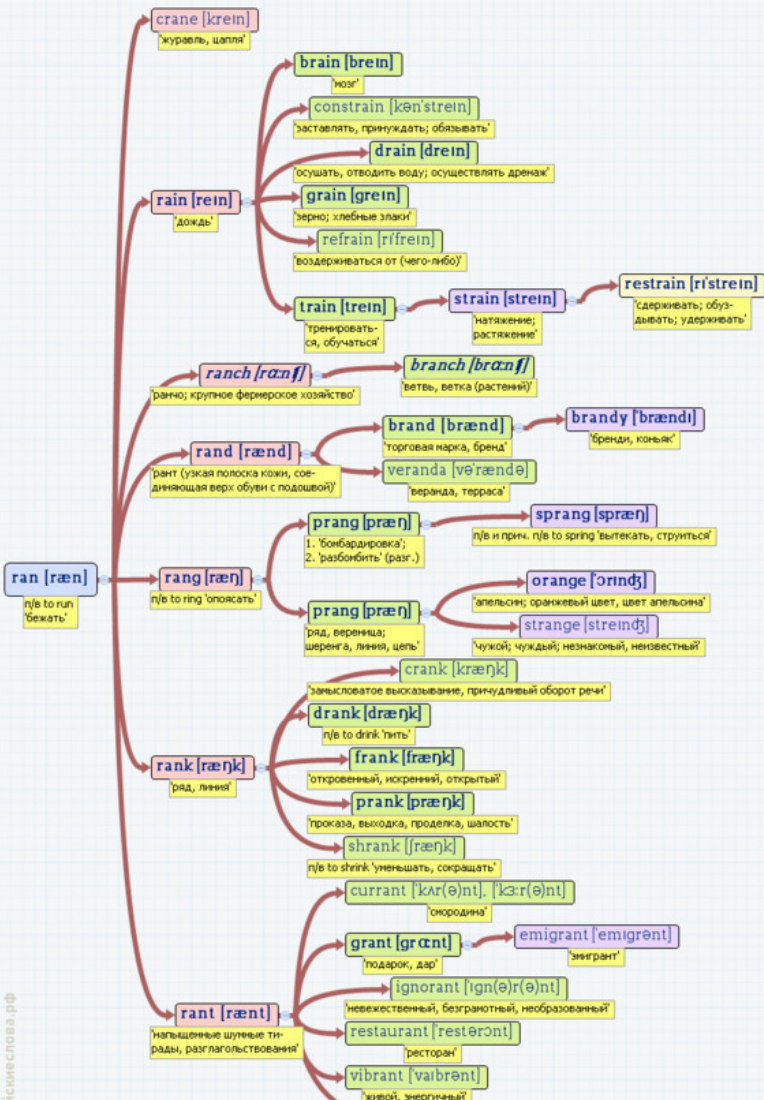 crane [kreɪn]
'журавль, цапля'
brain [breɪn]
'мозг'
constrain [kən'streɪn]
'заставлять, принуждать; обязывать'
drain [dreɪn]
'осушать, отводить воду; осуществлять дренаж'
rain [reɪn]
'дождь'
grain [greɪn]
'зерно; хлебные злаки'
refrain [rɪ'freɪn]
'воздерживаться от (чего-либо)'
train [treɪn]
'тренировать-
ся, обучаться'
strain [streɪn]
'натяжение;
растяжение'
restrain [rɪ'streɪn]
'сдерживать; обуз-
дывать; удерживать'
ranch [rɑːnʧ]
'ранчо; крупное фермерское хозяйство'
branch [brɑːnʧ]
'ветвь, ветка (растений)'
rand [rænd]
'рант (узкая полоска кожи, сое-
диняющая верх обуви с подошвой)'
brand [brænd]
'торговая марка, бренд'
brandy ['brændɪ]
'бренди, коньяк'
veranda [və'rændə]
'веранда, терраса'
ran [ræn]
п/в to run
'бежать'
rang [ræŋ]
п/в to ring 'опоясать'
prang [præŋ]
1. 'бомбардировка';
2. 'разбомбить' (разг.)
sprang [spræŋ]
п/в и прич. п/в to spring 'вытекать, струиться'
prang [præŋ]
'ряд, вереница;
шеренга, линия, цепь'
orange ['ɔrɪnʤ]
'апельсин; оранжевый цвет, цвет апельсина'
strange [streɪnʤ]
'чужой; чуждый; незнакомый, неизвестный'
rank [ræŋk]
'ряд, линия'
crank [kræŋk]
'замысловатое высказывание, причудливый оборот речи'
drank [dræŋk]
п/в to drink 'пить'
frank [fræŋk]
'откровенный, искренний, открытый'
prank [præŋk]
'проказа, выходка, проделка, шалость'
shrank [ʃræŋk]
п/в to shrink 'уменьшать, сокращать'
rant [rænt]
'напыщенные шумные ти-
рады, разглагольствования'
currant ['kʌr(ə)nt], ['kɜːr(ə)nt]
'смородина'
grant [grɑːnt]
'подарок, дар'
emigrant ['emɪgrənt]
'эмигрант'
ignorant ['ɪgn(ə)r(ə)nt]
'невежественный, безграмотный, необразованный'
restaurant ['restərɔnt]
'ресторан'
vibrant ['vaɪbrənt]
'живой, энергичный'
йскиеслова.рф